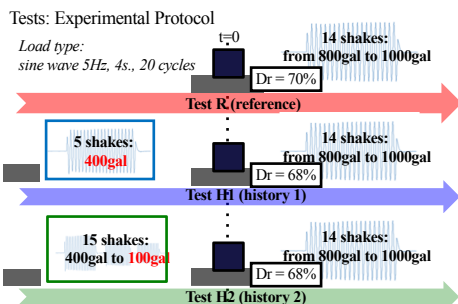 Tests: Experimental Protocol
Load type:
sine wave 5Hz, 4s., 20 cycles
t=0
14 shakes:
from 800gal to 1000gal
Dr = 70%
Test R (reference)
5 shakes:
400gal
14 shakes:
from 800gal to 1000gal
Dr = 68%
Test H1 (history 1)
15 shakes:
400gal to 100gal
14 shakes:
from 800gal to 1000gal
Dr = 68%
Test H2 (history 2)